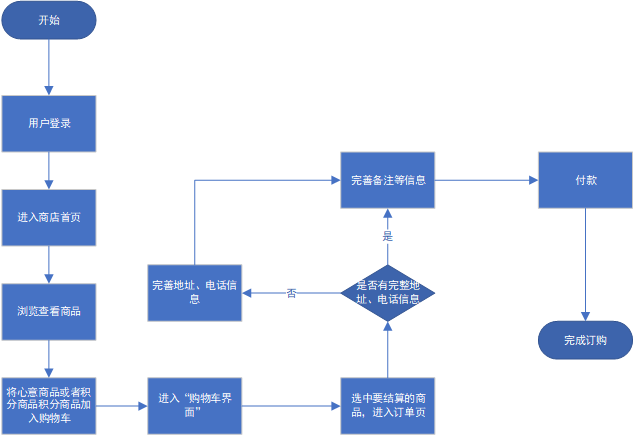 开始
用户登录
进入商店首页
浏览查看商品
将心意商品或者积
分商品积分商品加
入购物车
进入“购物车界
面”
选中要结算的商
品，进入订单页
是否有完整地
址、电话信息
否
是
完善地址、电话信
息
完善备注等信息
付款
完成订购